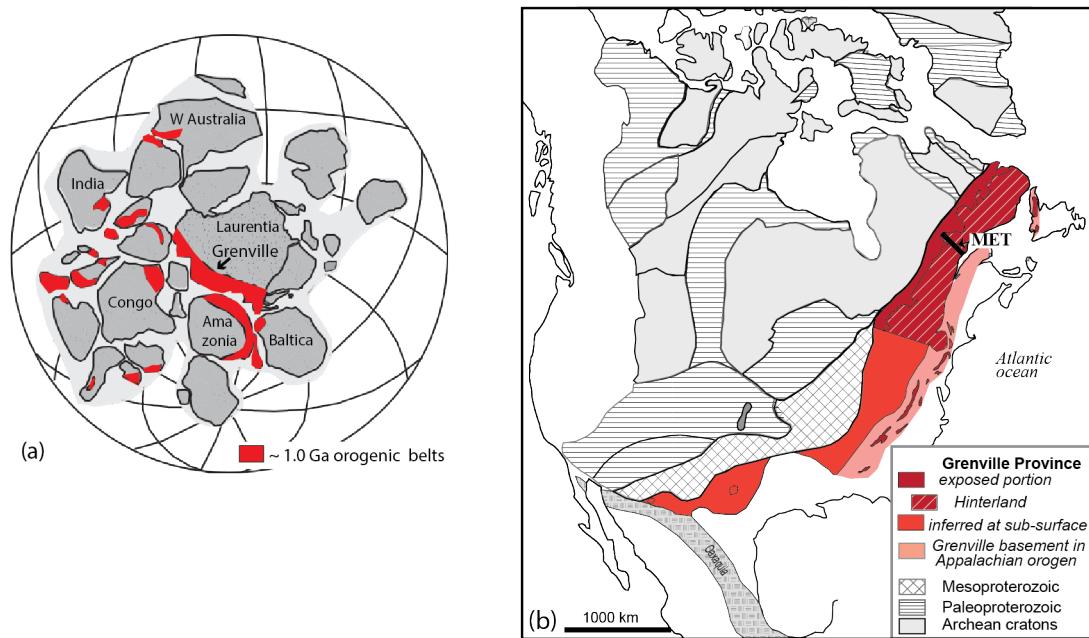 W Australia
India
Laurentia
Grenville
Congo
Ama
zonia
Baltica
(a)
~ 1.0 Ga orogenic belts
MET
Atlantic
ocean
Oaxaquia
Grenville Province
exposed portion
Hinterland
inferred at sub-surface
Grenville basement in
Appalachian orogen
Mesoproterozoic
Paleoproterozoic
Archean cratons
(b)
1000 km